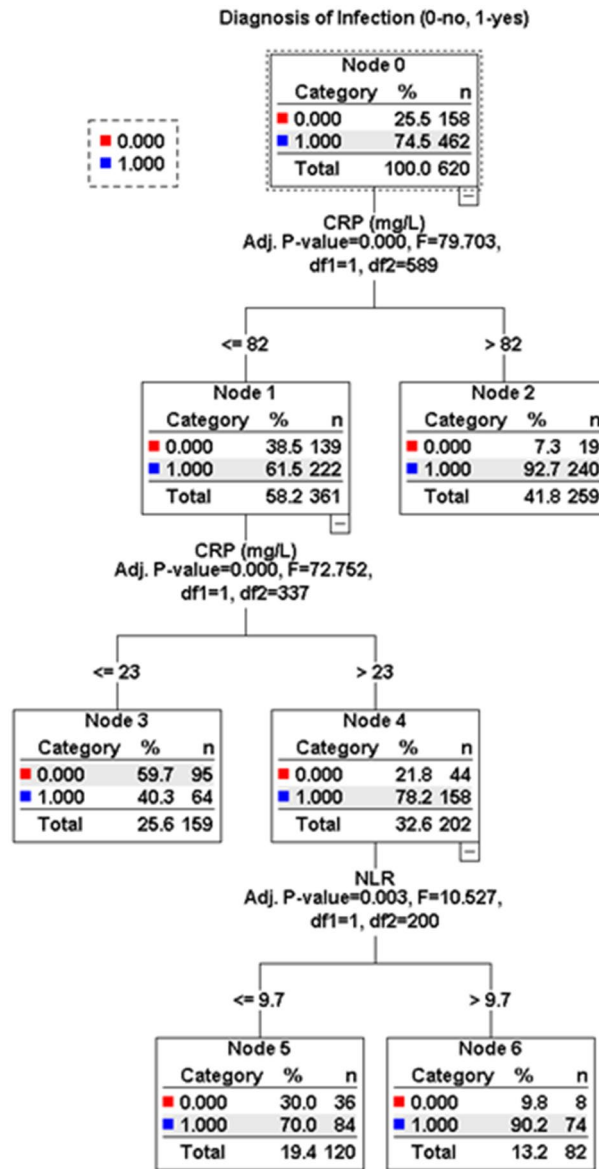 Diagnosis of Infection (0-no, 1-yes)
0.000
1.000
Node 0
Category % n
0.000 25.5 158
1.000 74.5 462
Total 100.0 620
CRP (mg/L)
Adj. P-value=0.000, F=79.703,
df1=1, df2=589
<= 82
> 82
Node 1
Category % n
0.000 38.5 139
1.000 61.5 222
Total 58.2 361
Node 2
Category % n
0.000 7.3 19
1.000 92.7 240
Total 41.8 259
CRP (mg/L)
Adj. P-value=0.000, F=72.752,
df1=1, df2=337
<= 23
> 23
Node 3
Category % n
0.000 59.7 95
1.000 40.3 64
Total 25.6 159
Node 4
Category % n
0.000 21.8 44
1.000 78.2 158
Total 32.6 202
NLR
Adj. P-value=0.003, F=10.527,
df1=1, df2=200
<= 9.7
> 9.7
Node 5
Category % n
0.000 30.0 36
1.000 70.0 84
Total 19.4 120
Node 6
Category % n
0.000 9.8 8
1.000 90.2 74
Total 13.2 82